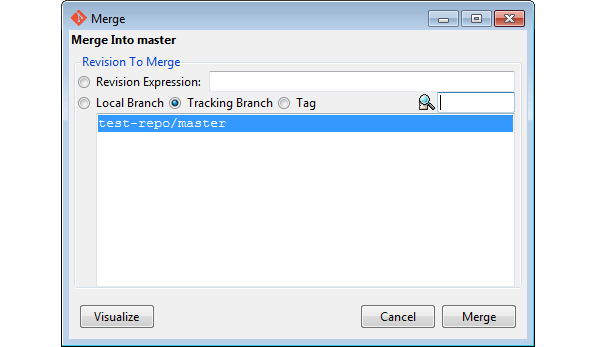 Merge
Merge Into master
Revision To Merge
Revision Expression:
Local Branch Tracking Branch Tag
test-repo/master
Visualize Cancel Merge